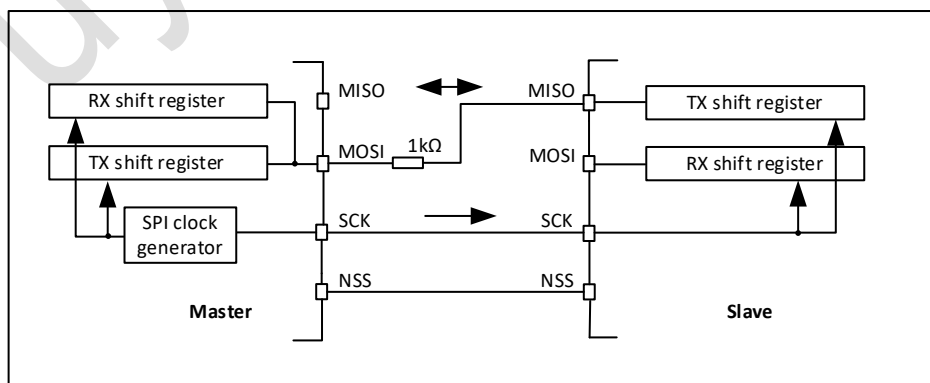 RX shift register
TX shift register
SPI clock
generator
Master
MISO
MOSI
1kΩ
SCK
NSS
MISO
MOSI
SCK
NSS
TX shift register
RX shift register
Slave